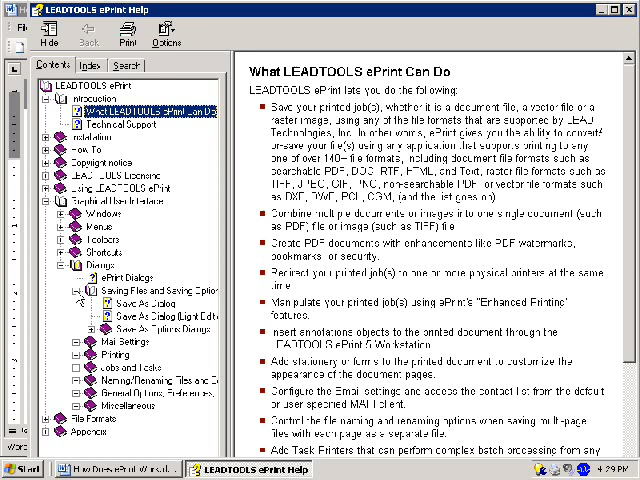 LEADTOOLS ePrint Help
Hide
Back
Print
Options
Contents
Index
Search
LEADTOOLS ePrint
Introduction
What LEADTOOLS ePrint Can Do
Technical Support
Installation
How To
Copyright notice
LEADTOOLS Licensing
Using LEADTOOLS ePrint
Graphical User Interface
Windows
Menus
Toolbars
Shortcuts
Dialogs
ePrint Dialogs
Saving Files and Saving Option
Save As Dialog
Save As Dialog (Light Edit
Save As Options Dialogs
Mail Settings
Printing
Jobs and Tasks
Naming/Renaming Files and E
General Options, Preferences,
Miscellaneous
File Formats
Appendix
What LEADTOOLS ePrint Can Do
LEADTOOLS ePrint lets you do the following:
Save your printed job(s), whether it is a document file, a vector file or a
raster image, using any of the file formats that are supported by LEAD
Technologies, Inc. In other words, ePrint gives you the ability to convert/
or-save your file(s) using any application that supports printing to any
one of over 140+ file formats, including document file formats such as
searchable PDF, DOC, RTF, HTML, and Text, raster file formats such as
TIFF, JPEG, GIF, PNG, non-searchable PDF or vector file formats such
as DXF, DWF, PCL, CGM, (and the list goes on).
Combine multiple documents or images into one single document (such
as PDF) file or image (such as TIFF) file.
Create PDF documents with enhancements like PDF watermarks,
bookmarks, or security.
Redirect your printed job(s) to one or more physical printers at the same
time.
Manipulate your printed job(s) using ePrint's "Enhanced Printing"
features.
Insert annotations objects to the printed document through the
LEADTOOLS ePrint 5 Workstation.
Add stationery or forms to the printed document to customize the
appearance of the document pages.
Configure the Email settings and access the contact list from the default
or user specified MAPI client.
Control the file naming and renaming options when saving multi-page
files with each page as a separate file.
Add Task Printers that can perform complex batch processing from any
Start
How Does ePrint Work.d...
LEADTOOLS ePrint Help
4:29 PM